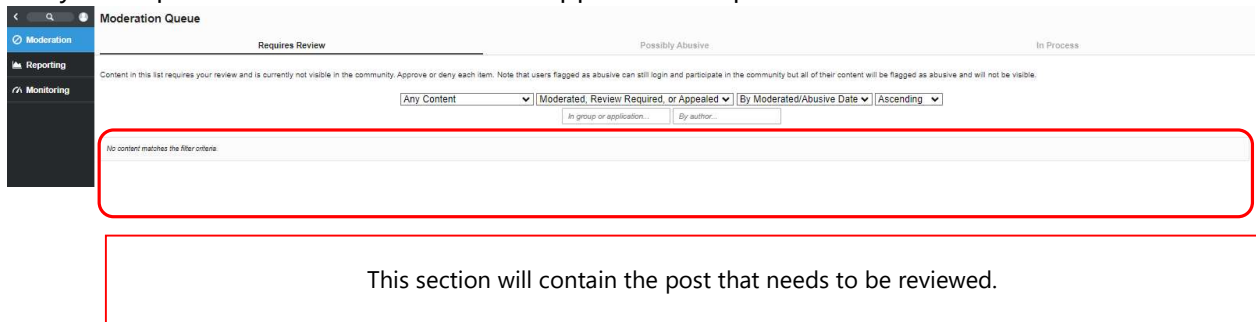 Moderation Queue
Moderation
Reporting
Monitoring
Requires Review Possibly Abusive In Process
Content in this list requires your review and is currently not visible in the community. Approve or deny each item. Note that users flagged as abusive can still login and participate in the community but all of their content will be flagged as abusive and will not be visible.
Any Content Moderated, Review Required, or Appealed By Moderated/Abusive Date Ascending
In group or application... By author...
No content matches the filter criteria.
This section will contain the post that needs to be reviewed.